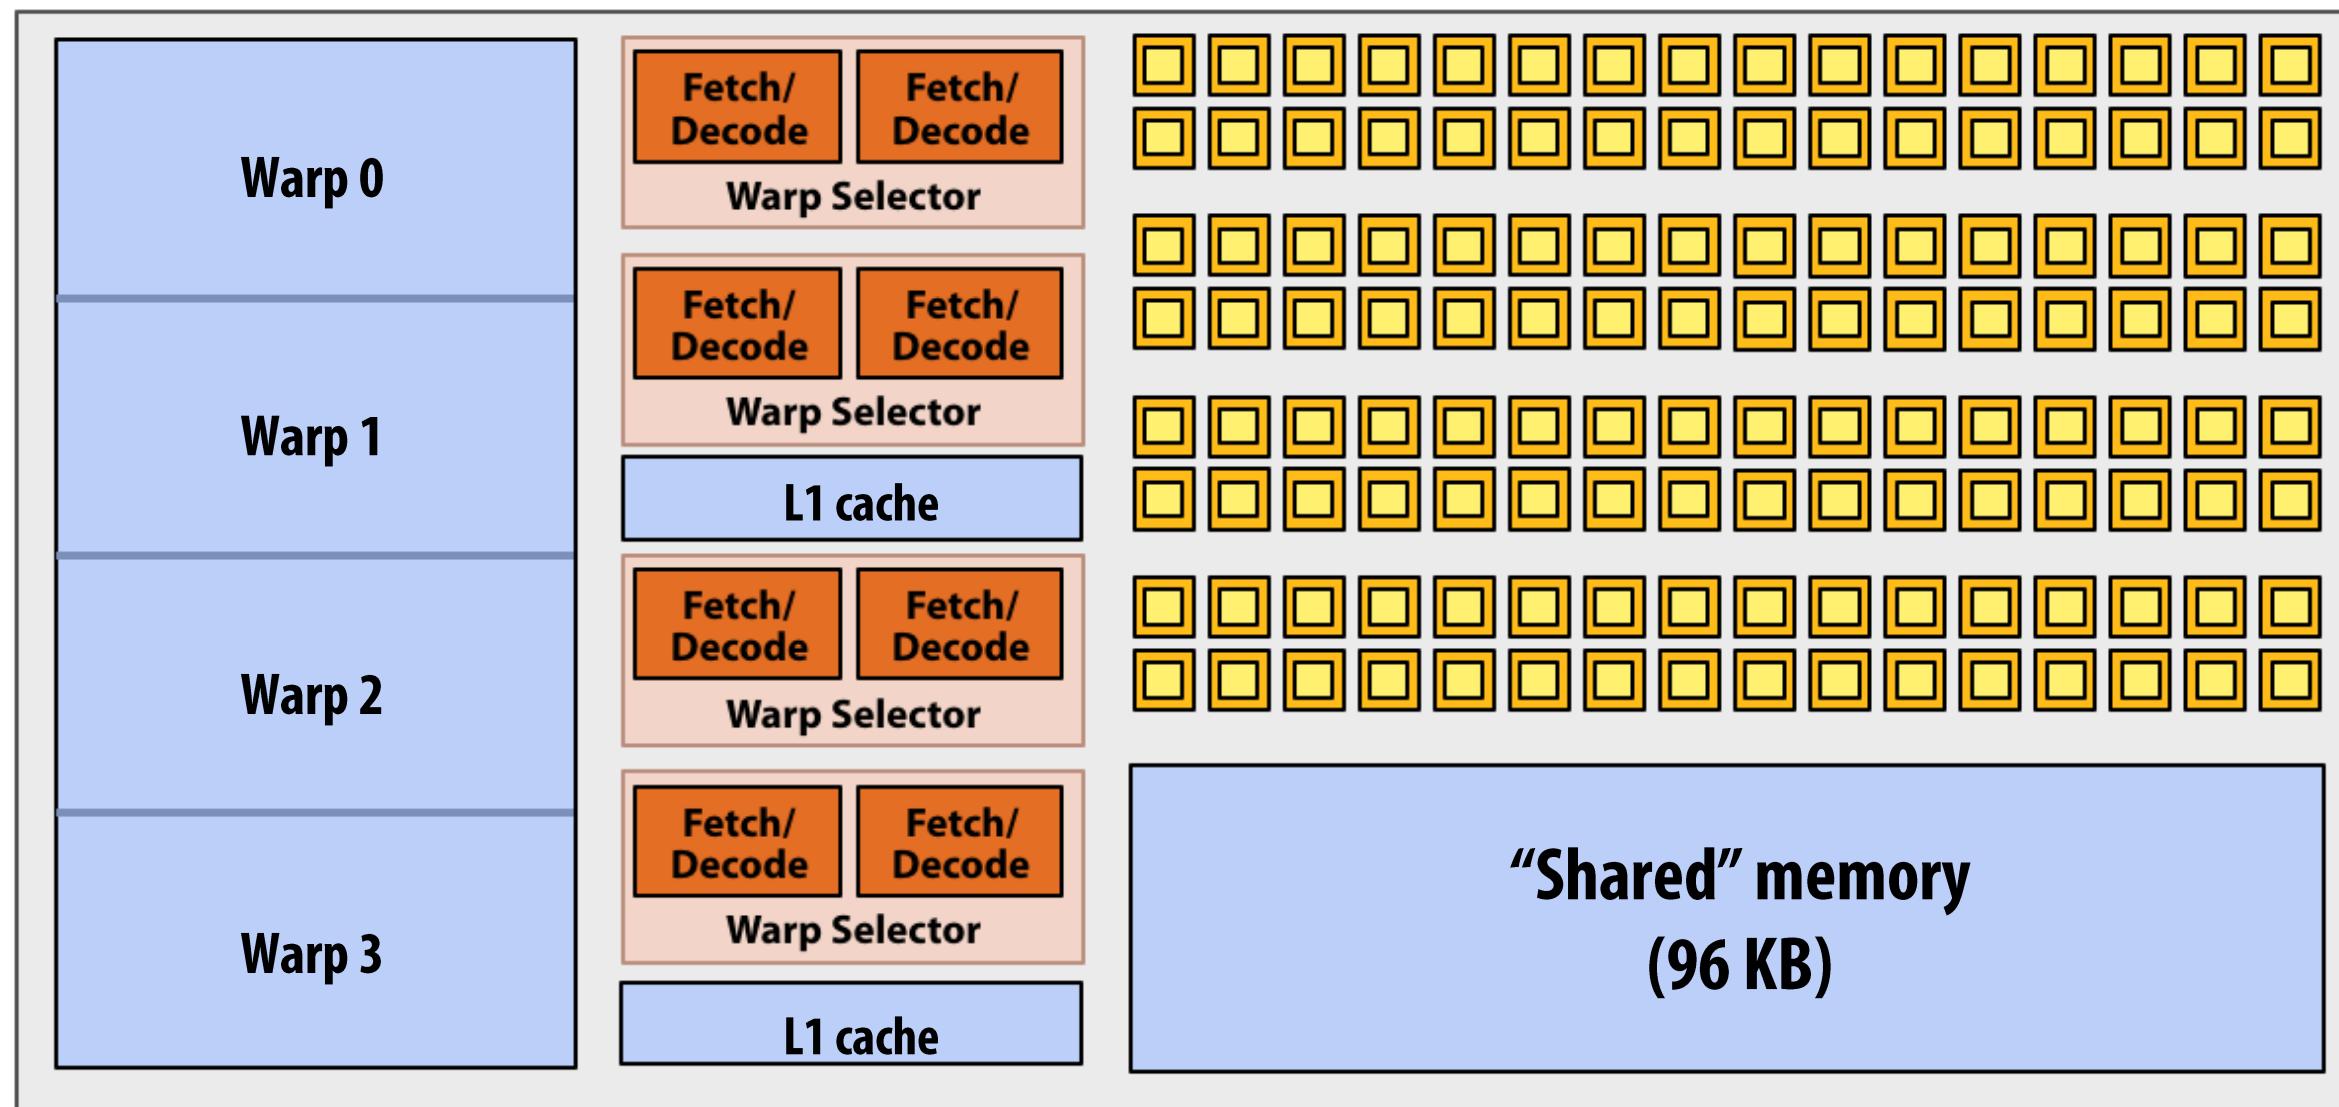 Warp 0
Warp 1
Warp 2
Warp 3
Fetch/
Decode
Fetch/
Decode
Warp Selector
Fetch/
Decode
Fetch/
Decode
Warp Selector
L1 cache
Fetch/
Decode
Fetch/
Decode
Warp Selector
Fetch/
Decode
Fetch/
Decode
Warp Selector
L1 cache
“Shared” memory
(96 KB)